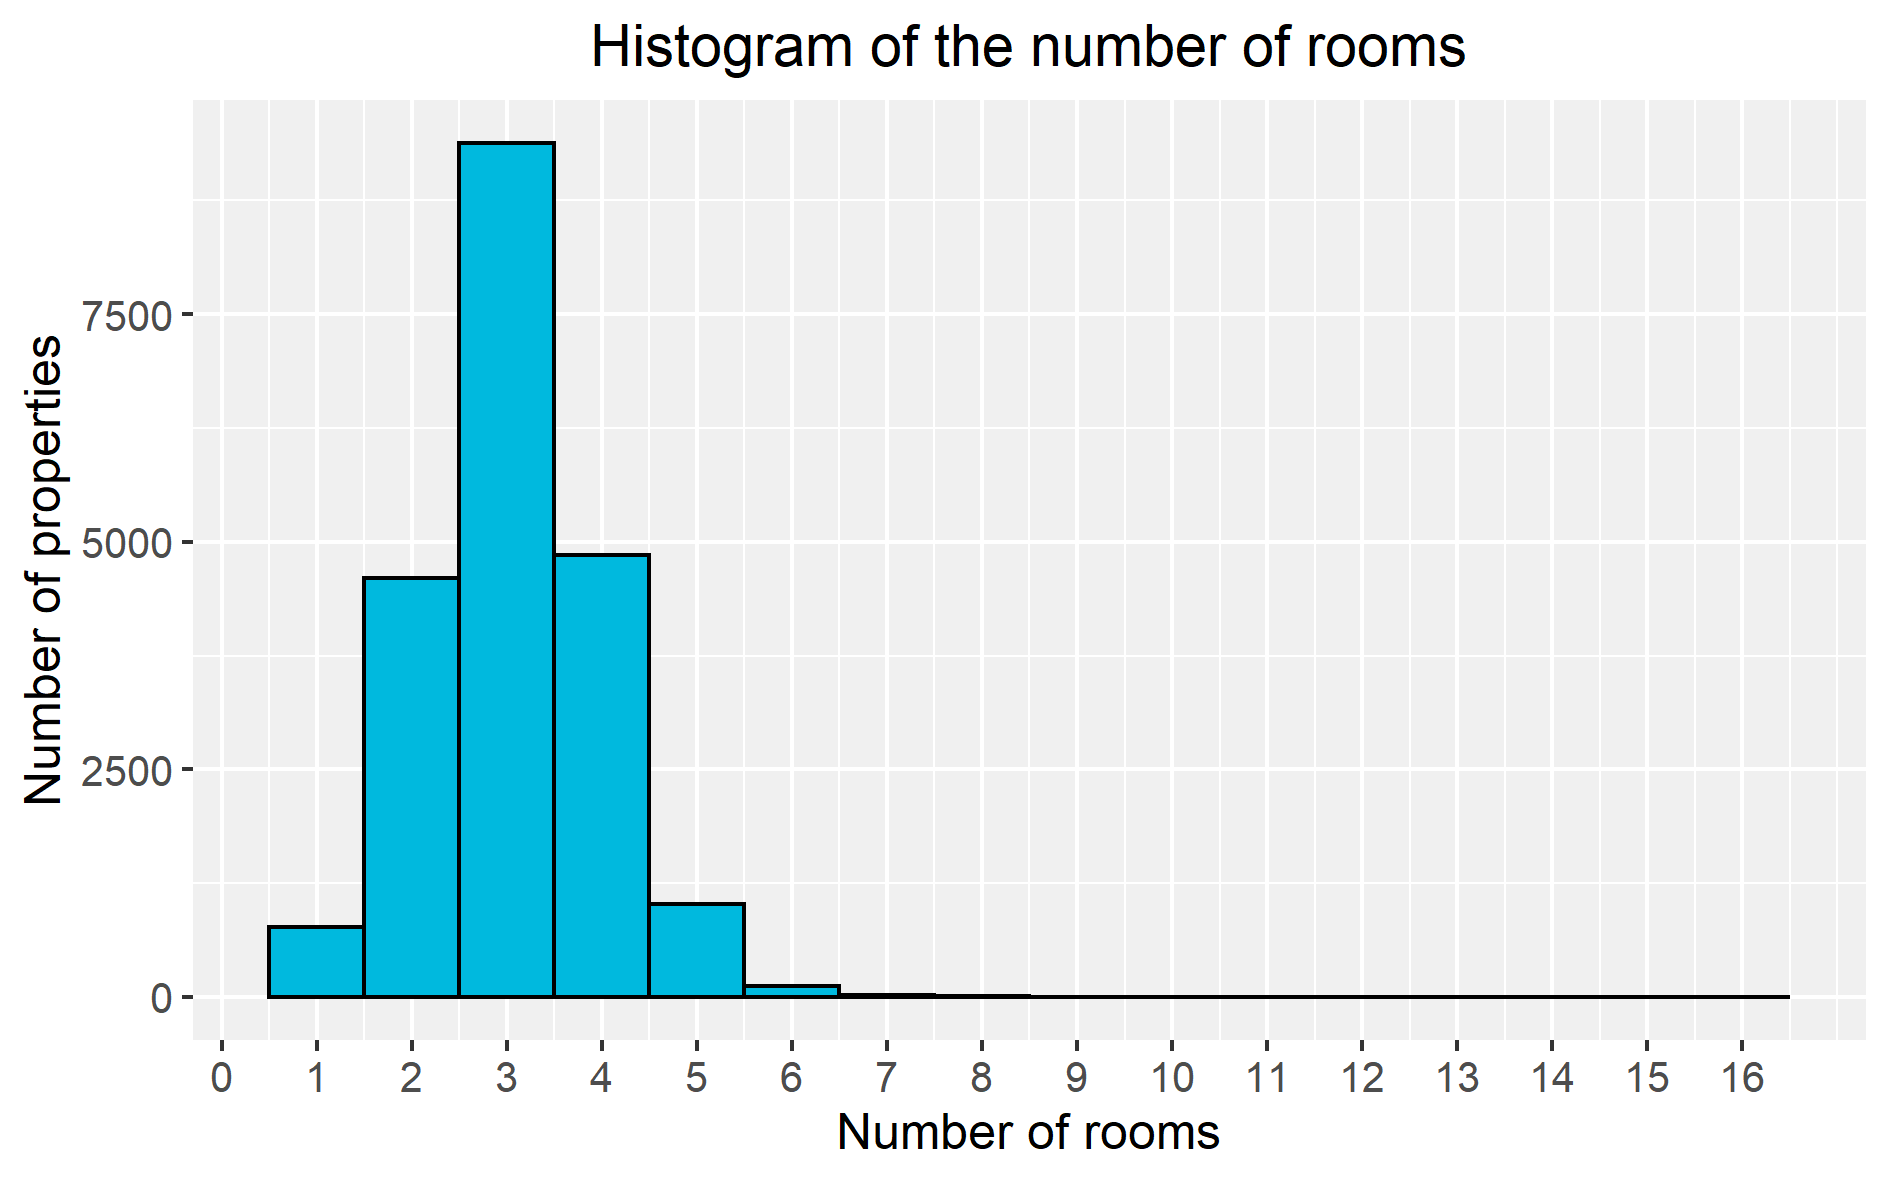 Histogram of the number of rooms
Number of properties
7500
5000
2500
0
0 1 2 3 4 5 6 7 8 9 10 11 12 13 14 15 16
Number of rooms